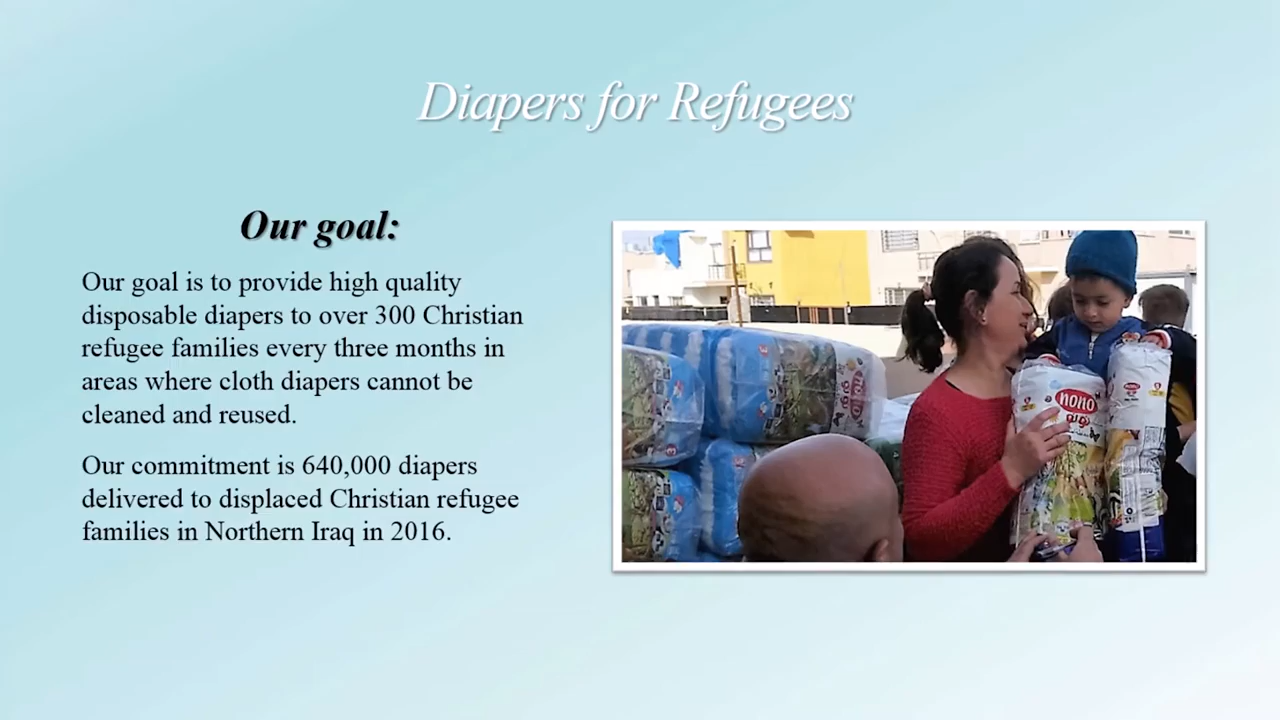 Diapers for Refugees
Our goal:
Our goal is to provide high quality
disposable diapers to over 300 Christian
refugee families every three months in
areas where cloth diapers cannot be
cleaned and reused.
Our commitment is 640,000 diapers
delivered to displaced Christian refugee
families in Northern Iraq in 2016.
nono